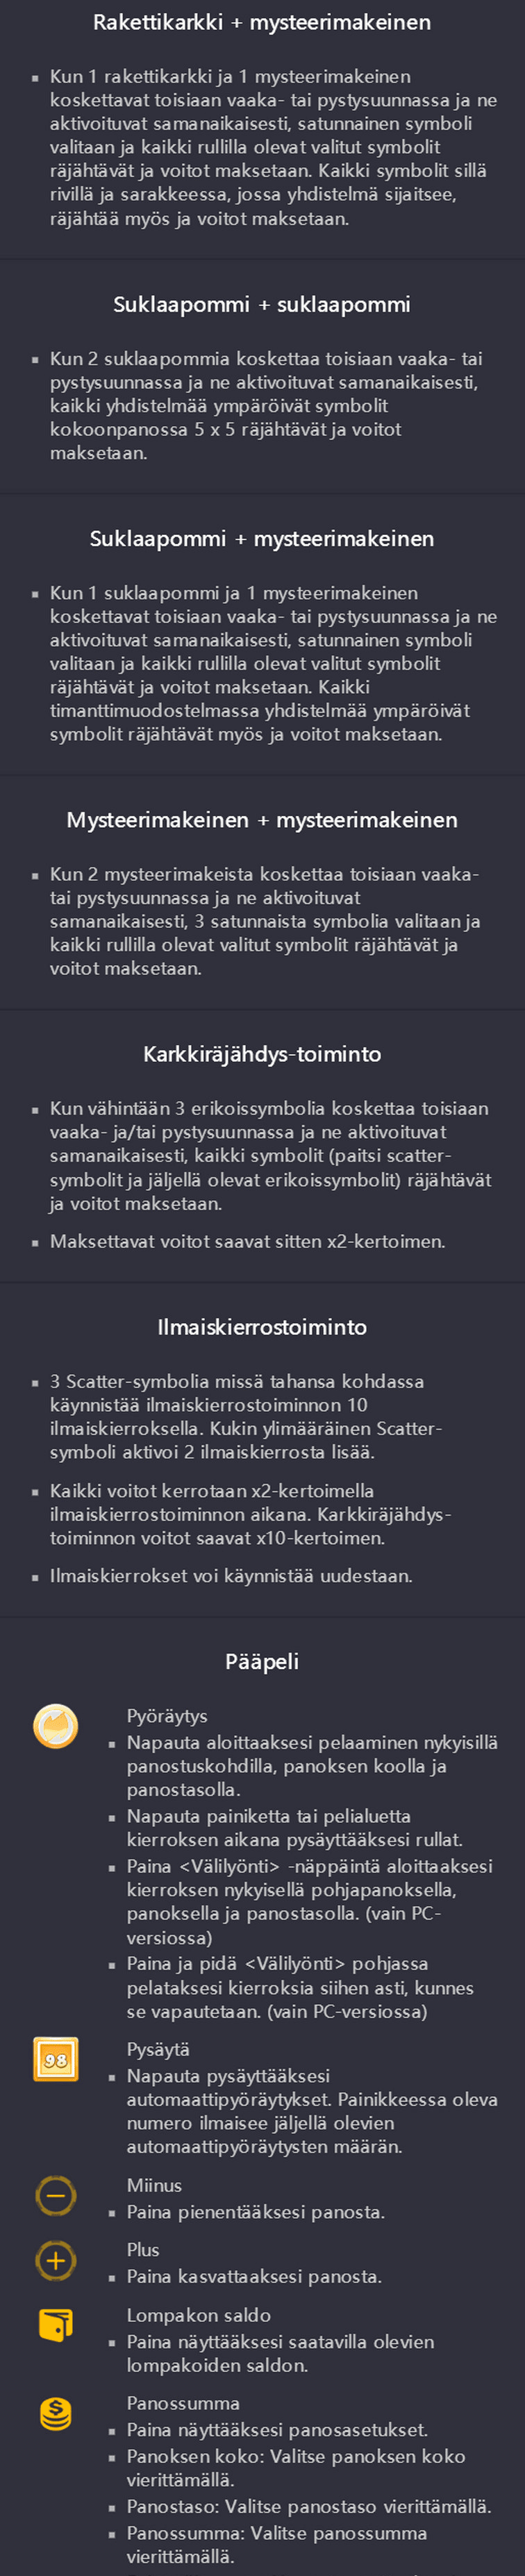 Rakettikarkki + mysteerimakeinen
Kun 1 rakettikarkki ja 1 mysteerimakeinen
koskettavat toisiaan vaaka- tai pystysuunnassa ja ne
aktivoituvat samanaikaisesti, satunnainen symboli
valitaan ja kaikki rullilla olevat valitut symbolit
räjähtävät ja voitot maksetaan. Kaikki symbolit sillä
rivillä ja sarakkeessa, jossa yhdistelmä sijaitsee,
räjähtää myös ja voitot maksetaan.
Suklaapommi + suklaapommi
Kun 2 suklaapommia koskettaa toisiaan vaaka- tai
pystysuunnassa ja ne aktivoituvat samanaikaisesti,
kaikki yhdistelmää ympäröivät symbolit
kokoonpanossa 5 x 5 räjähtävät ja voitot
maksetaan.
Suklaapommi + mysteerimakeinen
Kun 1 suklaapommi ja 1 mysteerimakeinen
koskettavat toisiaan vaaka- tai pystysuunnassa ja ne
aktivoituvat samanaikaisesti, satunnainen symboli
valitaan ja kaikki rullilla olevat valitut symbolit
räjähtävät ja voitot maksetaan. Kaikki
timanttimuodostelmassa yhdistelmää ympäröivät
symbolit räjähtävät myös ja voitot maksetaan.
Mysteerimakeinen + mysteerimakeinen
Kun 2 mysteerimakeista koskettaa toisiaan vaaka-
tai pystysuunnassa ja ne aktivoituvat
samanaikaisesti, 3 satunnaista symbolia valitaan ja
kaikki rullilla olevat valitut symbolit räjähtävät ja
voitot maksetaan.
Karkkiräjähdys-toiminto
Kun vähintään 3 erikoissymbolia koskettaa toisiaan
vaaka- ja/tai pystysuunnassa ja ne aktivoituvat
samanaikaisesti, kaikki symbolit (paitsi scatter-
symbolit ja jäljellä olevat erikoissymbolit) räjähtävät
ja voitot maksetaan.
Maksettavat voitot saavat sitten x2-kertoimen.
Ilmaiskierrostoiminto
3 Scatter-symbolia missä tahansa kohdassa
käynnistää ilmaiskierrostoiminnon 10
ilmaiskierroksella. Kukin ylimääräinen Scatter-
symboli aktivoi 2 ilmaiskierrosta lisää.
Kaikki voitot kerrotaan x2-kertoimella
ilmaiskierrostoiminnon aikana. Karkkiräjähdys-
toiminnon voitot saavat x10-kertoimen.
Ilmaiskierrokset voi käynnistää uudestaan.
Pääpeli
Pyöräytys
Napauta aloittaaksesi pelaaminen nykyisillä
panostuskohdilla, panoksen koolla ja
panostasolla.
Napauta painiketta tai pelialuetta
kierroksen aikana pysäyttääksesi rullat.
Paina <Välilyönti> -näppäintä aloittaaksesi
kierroksen nykyisellä pohjapanoksella,
panoksella ja panostasolla. (vain PC-
versiossa)
Paina ja pidä <Välilyönti> pohjassa
pelataksesi kierroksia siihen asti, kunnes
se vapautetaan. (vain PC-versiossa)
98
Pysäytä
Napauta pysäyttääksesi
automaattipyöräytykset. Painikkeessa oleva
numero ilmaisee jäljellä olevien
automaattipyöräytysten määrän.
Miinus
Paina pienentääksesi panosta.
Plus
Paina kasvattaaksesi panosta.
Lompakon saldo
Paina näyttääksesi saatavilla olevien
lompakoiden saldon.
Panossumma
Paina näyttääksesi panosasetukset.
Panoksen koko: Valitse panoksen koko
vierittämällä.
Panostaso: Valitse panostaso vierittämällä.
Panossumma: Valitse panossumma
vierittämällä.